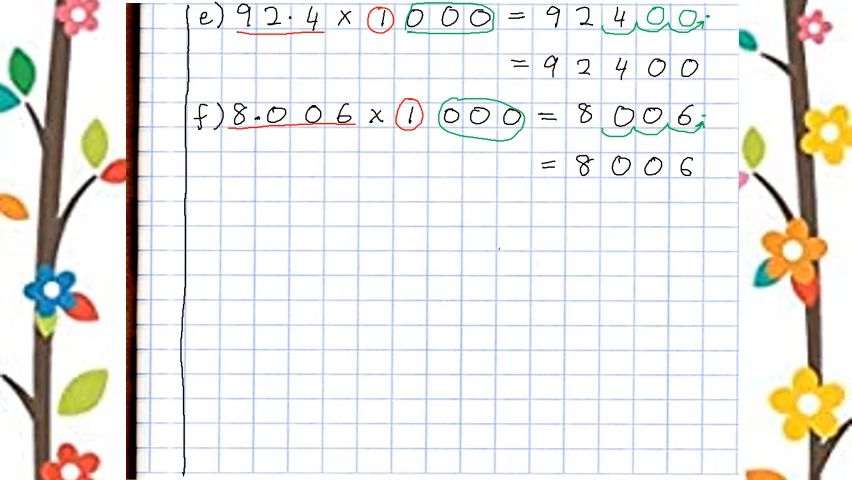 e) 92.4 × 1000 = 92400.
= 92400
f) 8.006 × 1000 = 8006.
= 8006